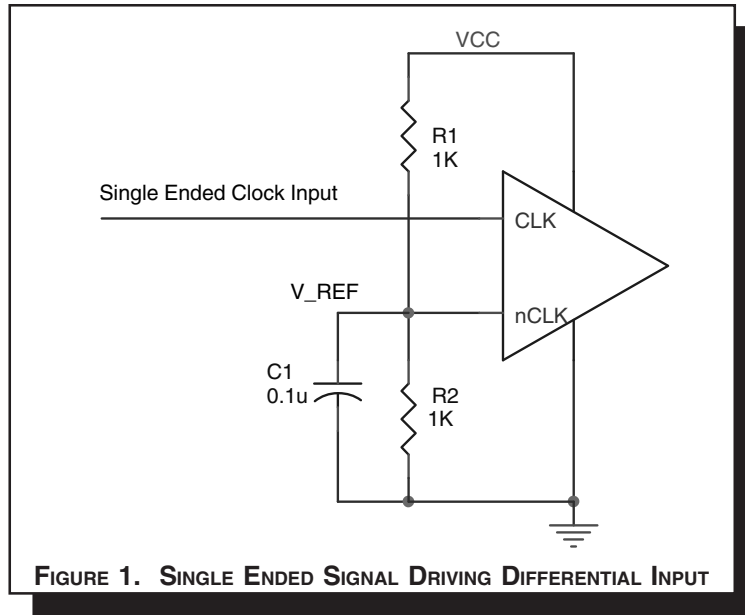 VCC
R1
1K
Single Ended Clock Input
CLK
V_REF
nCLK
C1
0.1u
R2
1K
FIGURE 1. SINGLE ENDED SIGNAL DRIVING DIFFERENTIAL INPUT